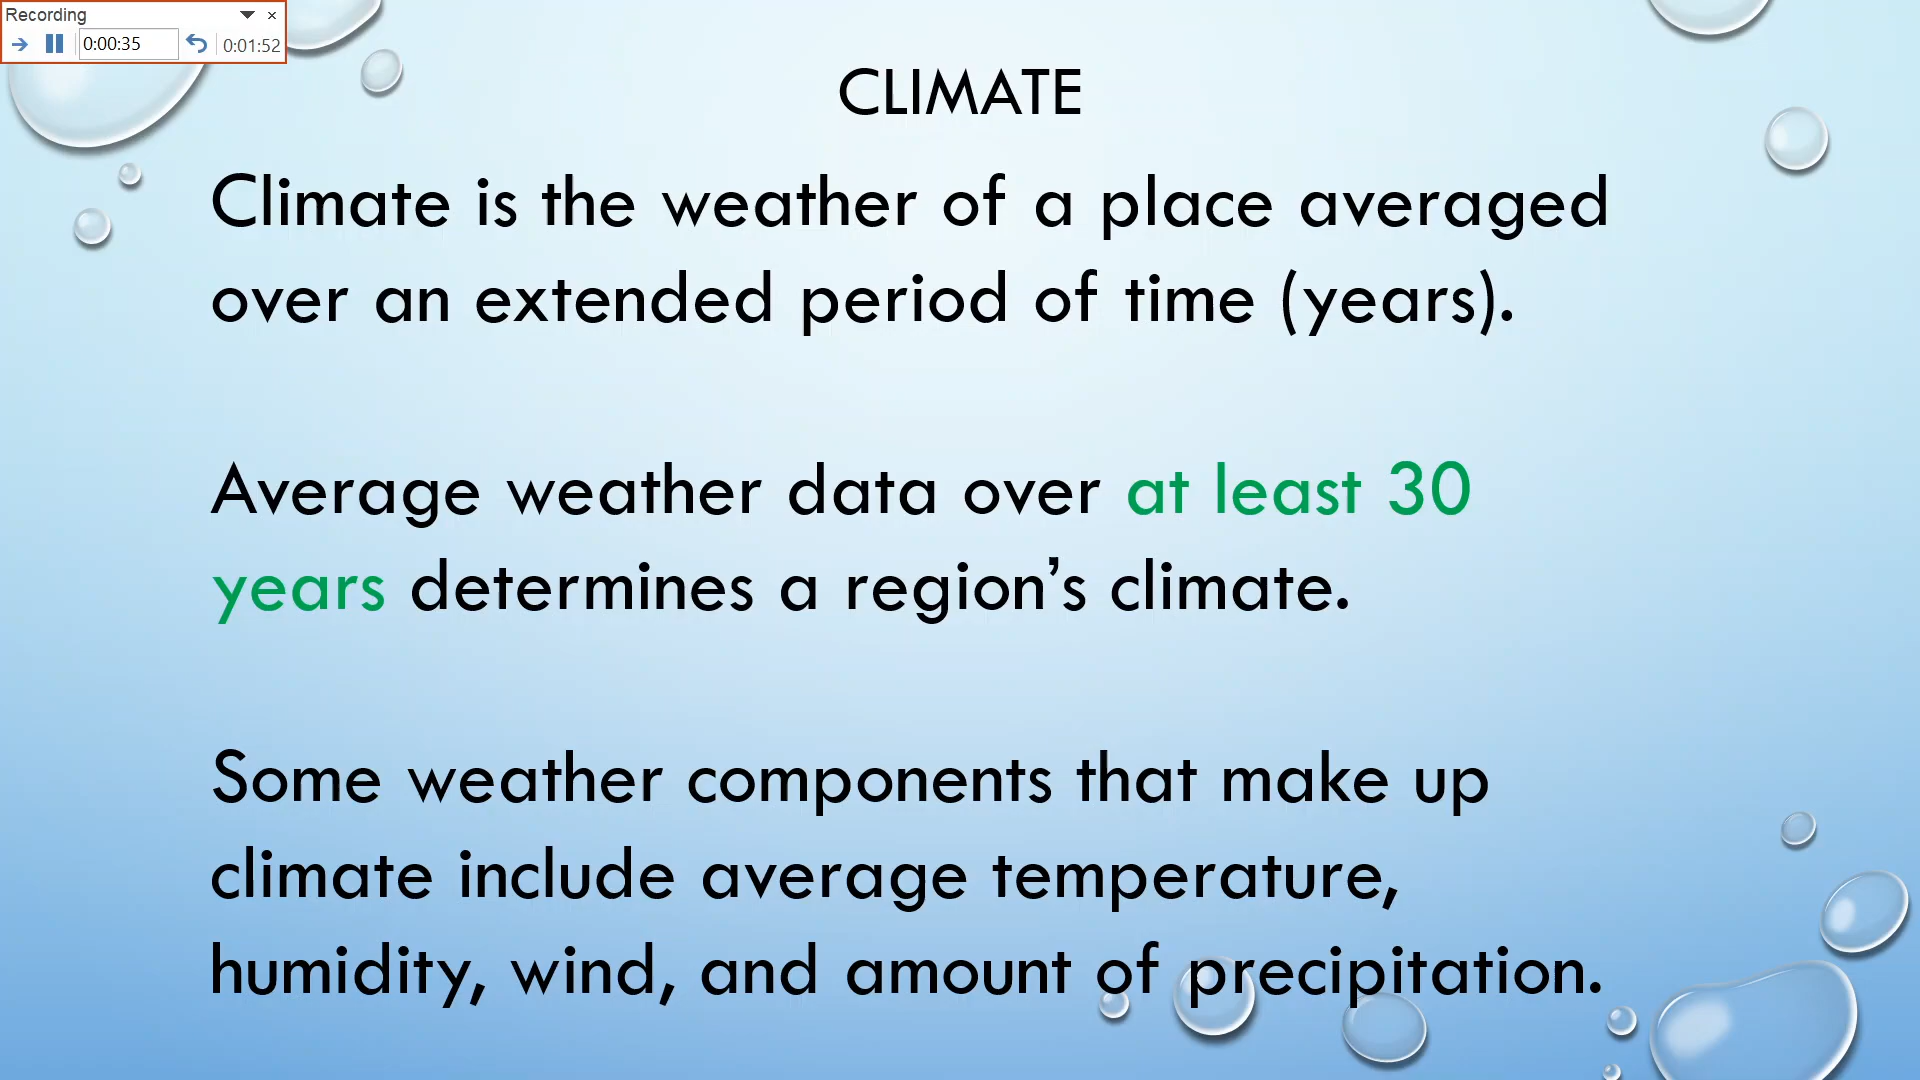 Recording
0:00:35
0:01:52
CLIMATE
Climate is the weather of a place averaged
over an extended period of time (years).
Average weather data over at least 30
years determines a region’s climate.
Some weather components that make up
climate include average temperature,
humidity, wind, and amount of precipitation.